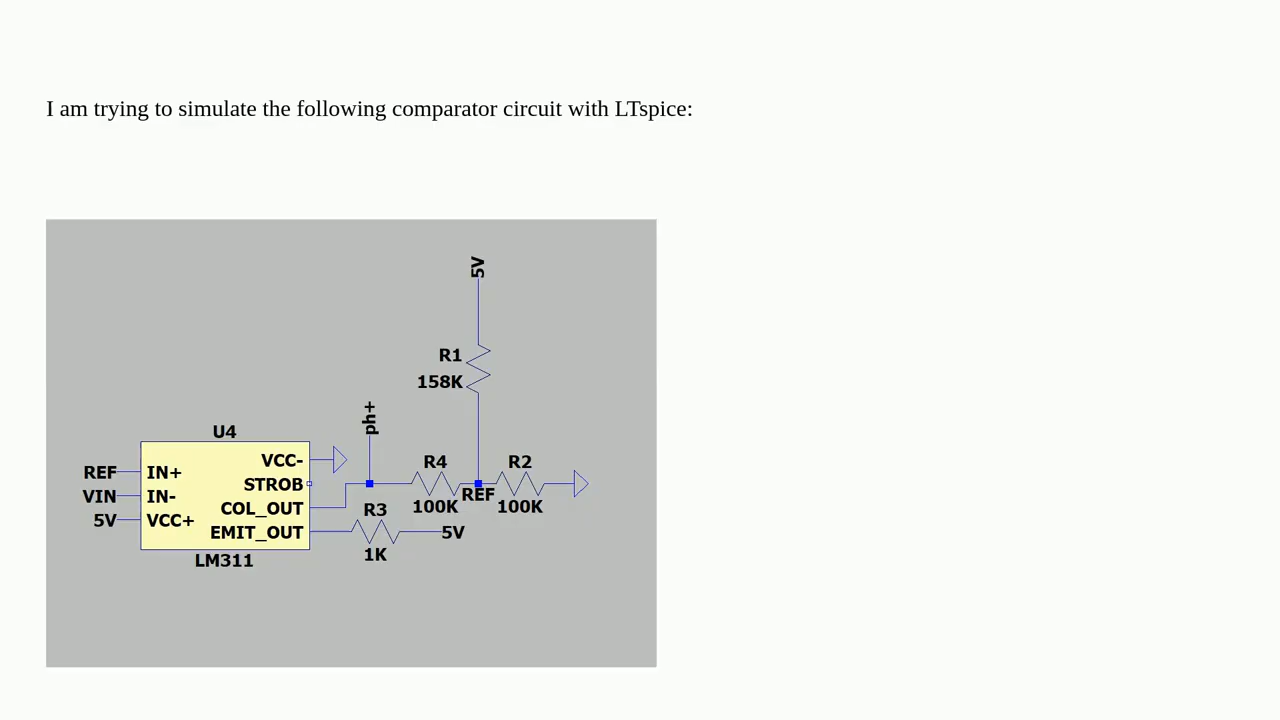 I am trying to simulate the following comparator circuit with LTspice:
5V
R1
158K
ph+
U4
REF
VIN
5V
IN+
IN-
VCC+
VCC-
STROB
COL_OUT
EMIT_OUT
LM311
R4
100K
REF
R2
100K
R3
1K
5V